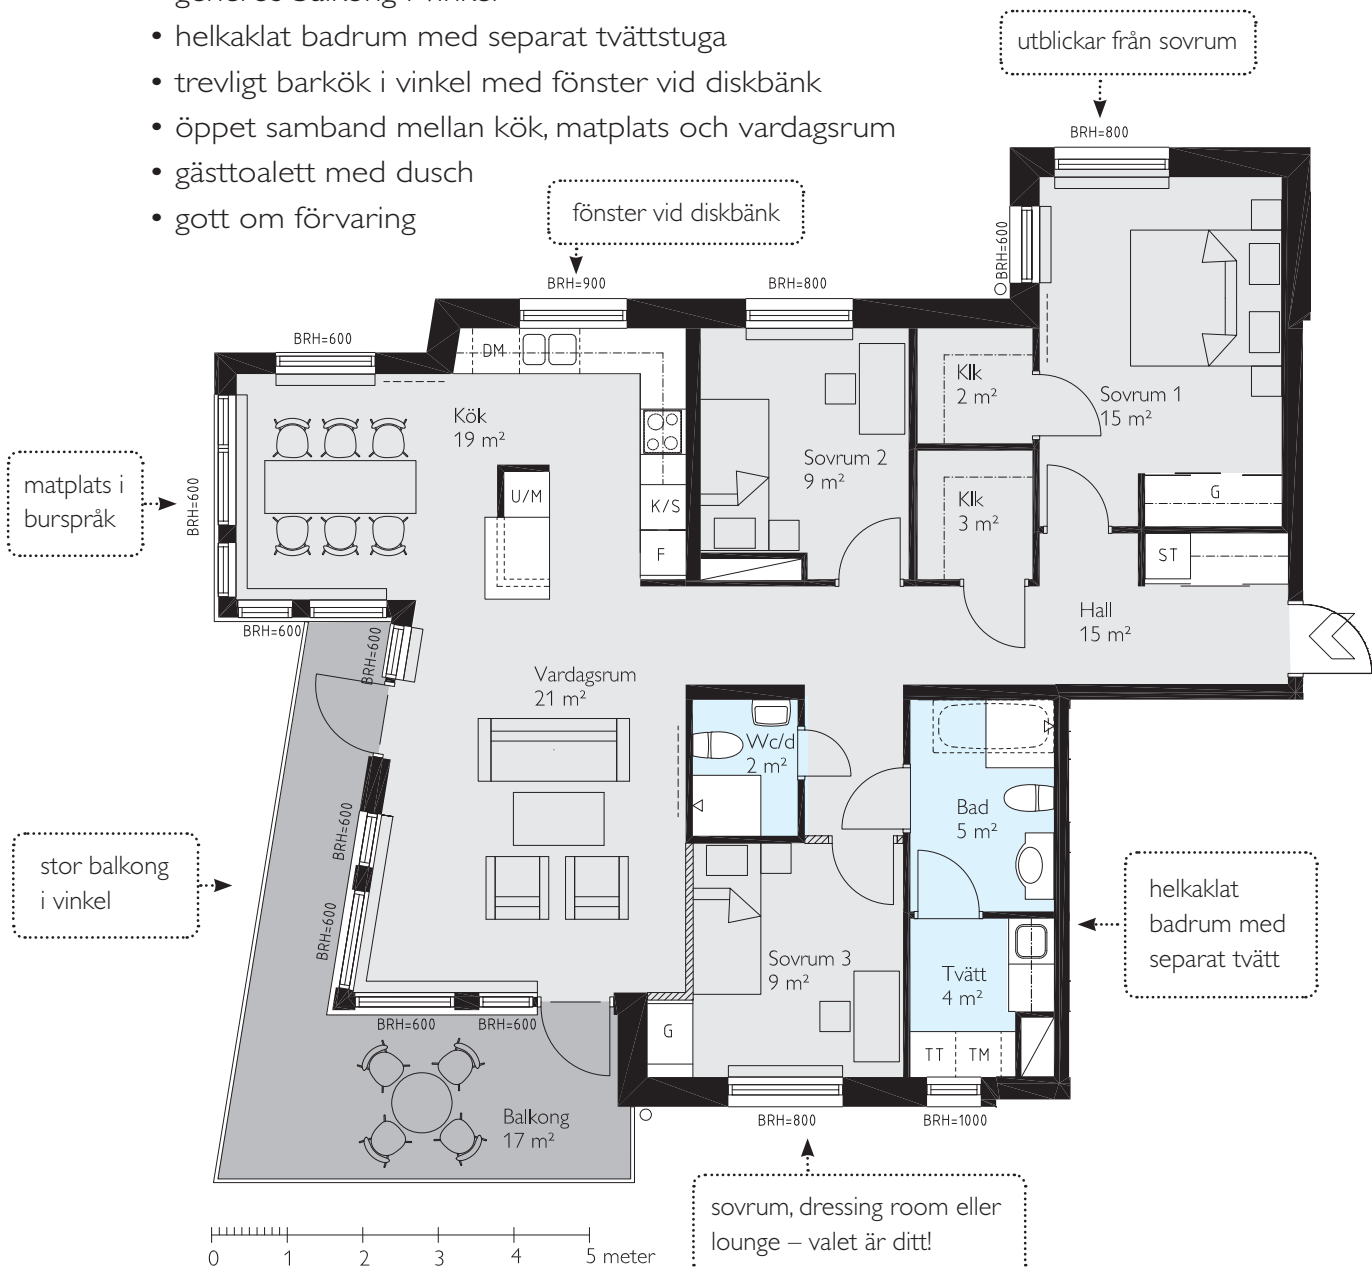 • helkaklat badrum med separat tvättstuga
• trevligt barkök i vinkel med fönster vid diskbänk
• öppet samband mellan kök, matplats och vardagsrum
• gästtoalett med dusch
• gott om förvaring
utblickar från sovrum
BRH=800
fönster vid diskbänk
BRH=900
BRH=800
BRH=600
BRH=600
DM
Kök
19 m²
Klk
2 m²
Sovrum 1
15 m²
matplats i
burspråk
BRH=600
U/M
K/S
F
Sovrum 2
9 m²
Klk
3 m²
G
ST
Hall
15 m²
BRH=600
BRH=600
Vardagsrum
21 m²
Wc/d
2 m²
Bad
5 m²
BRH=600
BRH=600
stor balkong
i vinkel
helkaklat
badrum med
separat tvätt
Sovrum 3
9 m²
Tvätt
4 m²
G
TT
TM
BRH=600
BRH=600
Balkong
17 m²
BRH=800
BRH=1000
sovrum, dressing room eller
lounge – valet är ditt!
0 1 2 3 4 5 meter